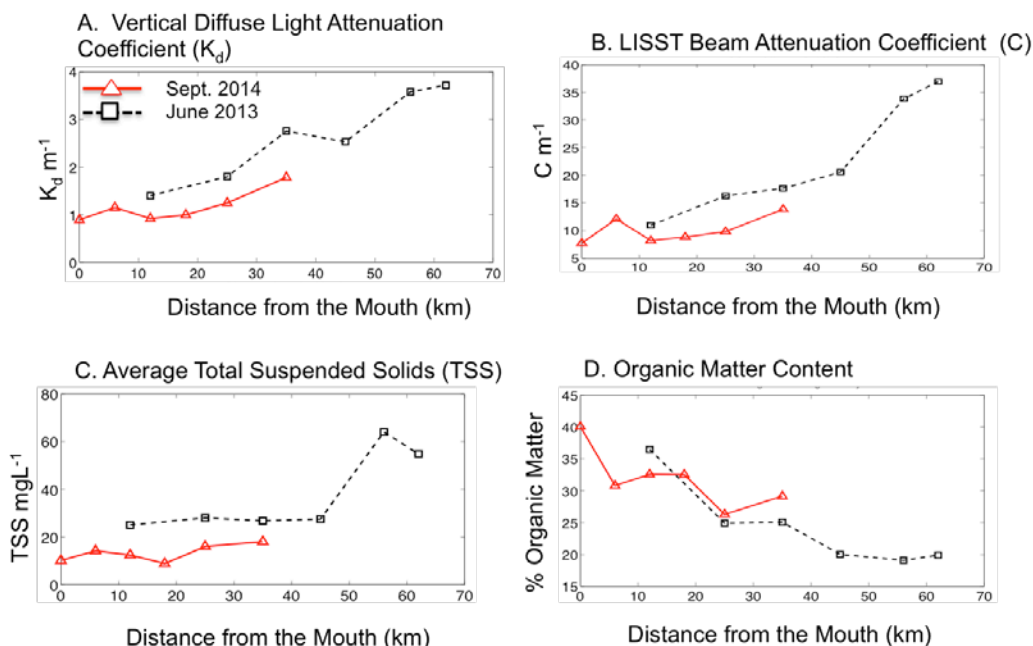 A. Vertical Diffuse Light Attenuation
Coefficient (Kd)
4
3
2
1
0
Kd m-1
Sept. 2014
June 2013
0 10 20 30 40 50 60 70
Distance from the Mouth (km)
B. LISST Beam Attenuation Coefficient (C)
40
35
30
25
20
15
10
5
C m-1
0 10 20 30 40 50 60 70
Distance from the Mouth (km)
C. Average Total Suspended Solids (TSS)
80
60
40
20
0
TSS mgL-1
0 10 20 30 40 50 60 70
Distance from the Mouth (km)
D. Organic Matter Content
45
40
35
30
25
20
15
% Organic Matter
0 10 20 30 40 50 60 70
Distance from the Mouth (km)